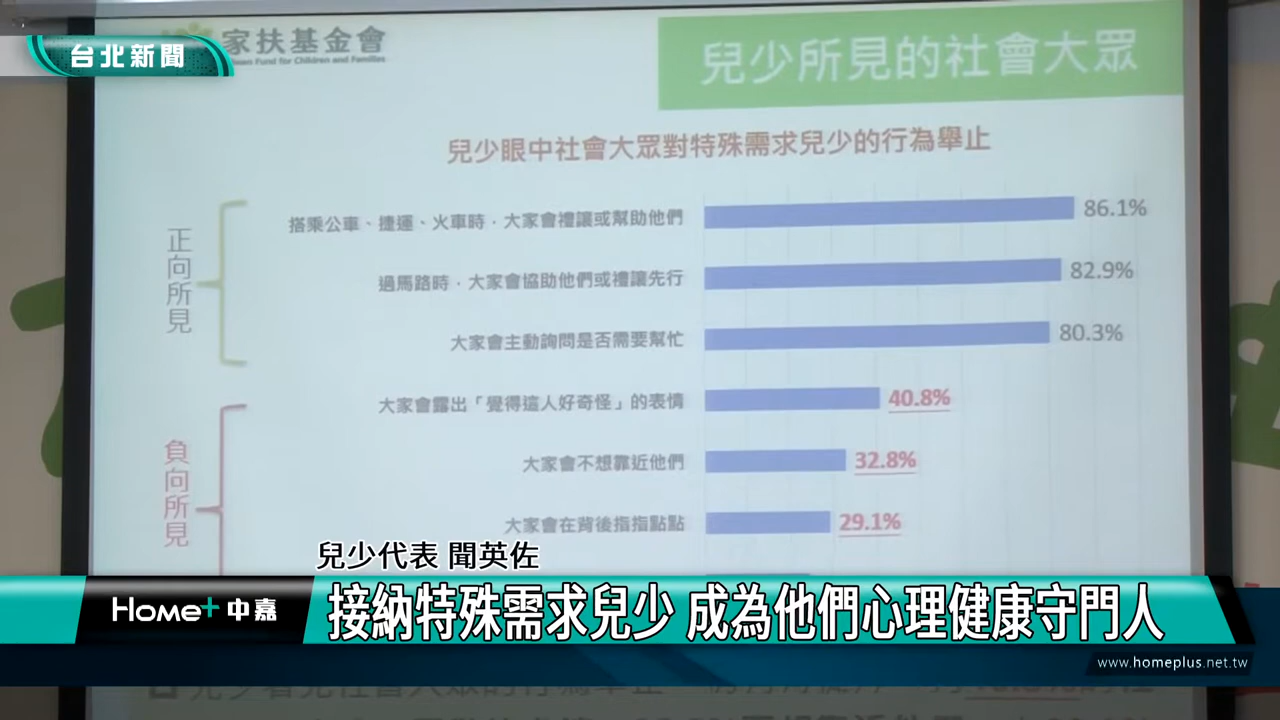 台北新聞
家扶基金會
Fund for Children and Families
兒少所見的社會大眾
兒少眼中社會大眾對特殊需求兒少的行為舉止
正向所見
搭乘公車、捷運、火車時，大家會禮讓或幫助他們 86.1%
過馬路時，大家會協助他們或禮讓先行 82.9%
大家會主動詢問是否需要幫忙 80.3%
負向所見
大家會露出「覺得這人好奇怪」的表情 40.8%
大家會不想靠近他們 32.8%
大家會在背後指指點點 29.1%
兒少代表 聞英佐
Home+中嘉
接納特殊需求兒少 成為他們心理健康守門人
www.homeplus.net.tw